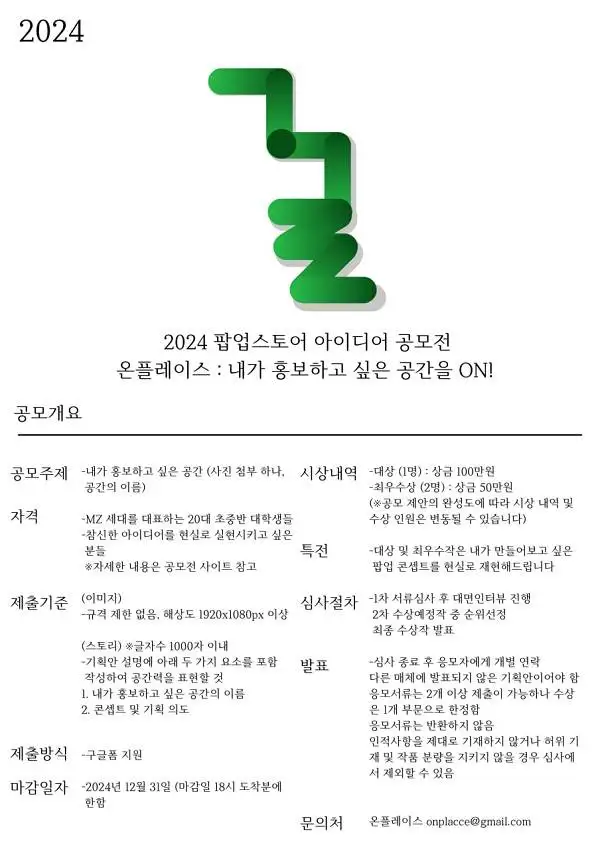 2024
2024 팝업스토어 아이디어 공모전
온플레이스 : 내가 홍보하고 싶은 공간을 ON!
공모개요
공모주제
-내가 홍보하고 싶은 공간 (사진 첨부 하나,
공간의 이름)
자격
-MZ 세대를 대표하는 20대 초중반 대학생들
-참신한 아이디어를 현실로 실현시키고 싶은
분들
※자세한 내용은 공모전 사이트 참고
제출기준
(이미지)
-규격 제한 없음, 해상도 1920x1080px 이상
(스토리) ※글자수 1000자 이내
-기획안 설명에 아래 두 가지 요소를 포함
작성하여 공간력을 표현할 것
1. 내가 홍보하고 싶은 공간의 이름
2. 콘셉트 및 기획 의도
제출방식
-구글폼 지원
마감일자
-2024년 12월 31일 (마감일 18시 도착분에
한함
시상내역
-대상 (1명) : 상금 100만원
-최우수상 (2명) : 상금 50만원
(※공모 제안의 완성도에 따라 시상 내역 및
수상 인원은 변동될 수 있습니다)
특전
-대상 및 최우수작은 내가 만들어보고 싶은
팝업 콘셉트를 현실로 재현해드립니다
심사절차
-1차 서류심사 후 대면인터뷰 진행
2차 수상예정작 중 순위선정
최종 수상작 발표
발표
-심사 종료 후 응모자에게 개별 연락
다른 매체에 발표되지 않은 기획안이어야 함
응모서류는 2개 이상 제출이 가능하나 수상
은 1개 부문으로 한정함
응모서류는 반환하지 않음
인적사항을 제대로 기재하지 않거나 허위 기
재 및 작품 분량을 지키지 않을 경우 심사에
서 제외할 수 있음
문의처
온플레이스 onplacce@gmail.com